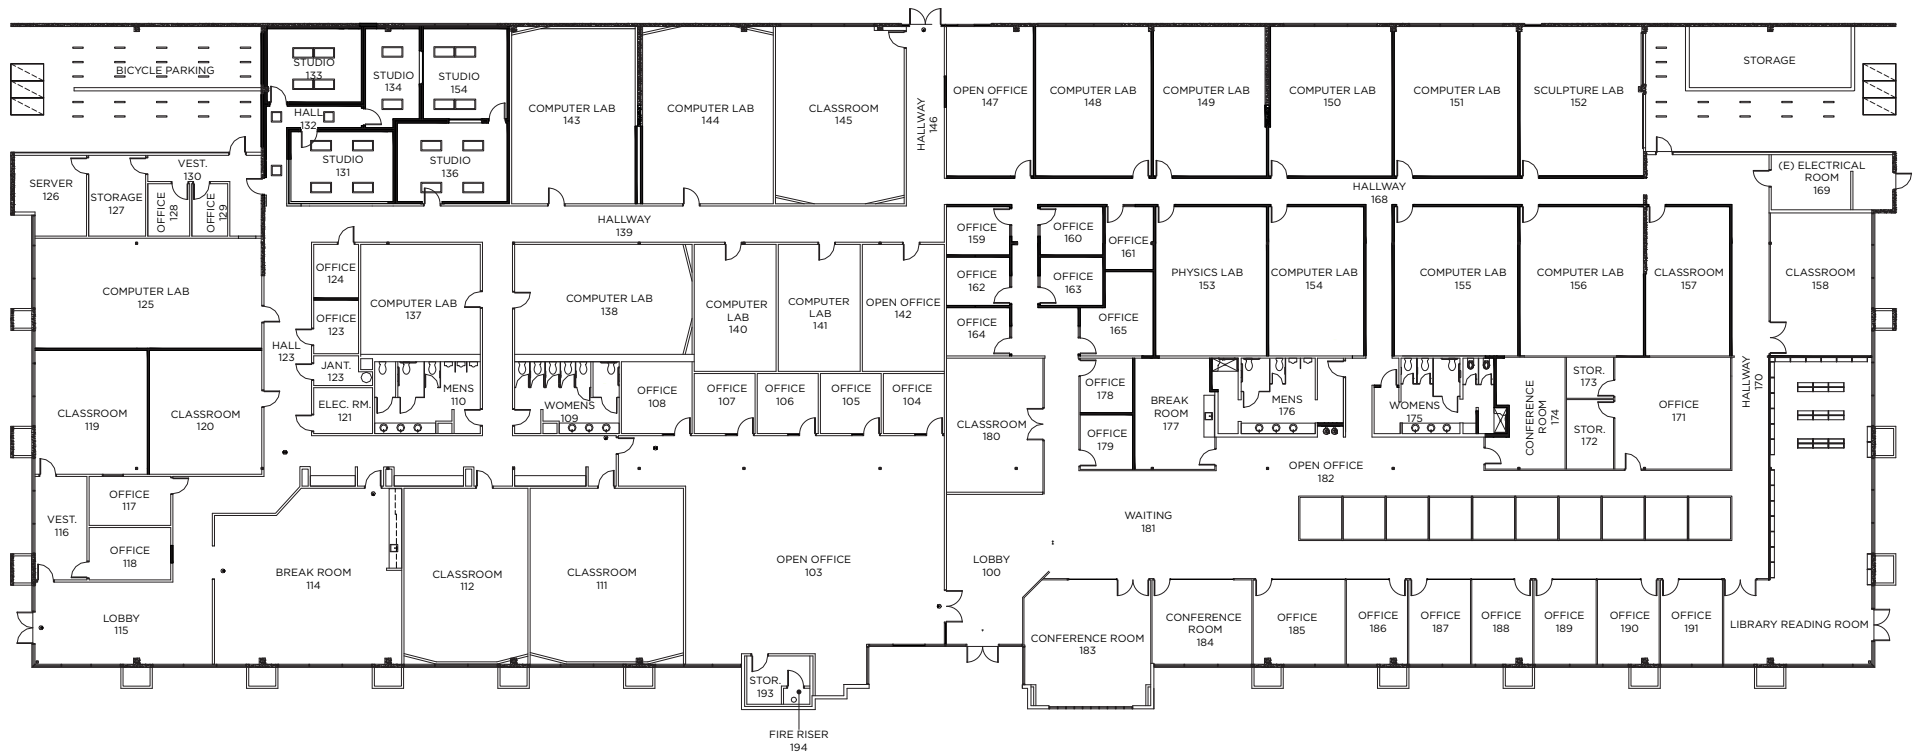 BICYCLE PARKING
STUDIO
133
STUDIO
134
STUDIO
154
HALL
132
STUDIO
131
STUDIO
136
COMPUTER LAB
143
COMPUTER LAB
144
CLASSROOM
145
HALLWAY
146
OPEN OFFICE
147
COMPUTER LAB
148
COMPUTER LAB
149
COMPUTER LAB
150
COMPUTER LAB
151
SCULPTURE LAB
152
STORAGE
VEST.
130
SERVER
126
STORAGE
127
OFFICE
128
OFFICE
129
(E) ELECTRICAL
ROOM
169
HALLWAY
168
HALLWAY
139
COMPUTER LAB
125
OFFICE
124
OFFICE
123
COMPUTER LAB
137
COMPUTER LAB
138
COMPUTER
LAB
140
COMPUTER
LAB
141
OPEN OFFICE
142
OFFICE
159
OFFICE
160
OFFICE
161
OFFICE
162
OFFICE
163
OFFICE
164
OFFICE
165
PHYSICS LAB
153
COMPUTER LAB
154
COMPUTER LAB
155
COMPUTER LAB
156
CLASSROOM
157
CLASSROOM
158
HALL
123
JANT.
123
ELEC. RM.
121
MENS
110
WOMENS
109
OFFICE
108
OFFICE
107
OFFICE
106
OFFICE
105
OFFICE
104
CLASSROOM
119
CLASSROOM
120
CLASSROOM
180
OFFICE
178
OFFICE
179
BREAK
ROOM
177
MENS
176
WOMENS
175
CONFERENCE
ROOM
174
STOR.
173
STOR.
172
OFFICE
171
HALLWAY
170
OPEN OFFICE
182
OFFICE
117
VEST.
116
OFFICE
118
BREAK ROOM
114
CLASSROOM
112
CLASSROOM
111
OPEN OFFICE
103
LOBBY
100
WAITING
181
LOBBY
115
CONFERENCE ROOM
183
CONFERENCE
ROOM
184
OFFICE
185
OFFICE
186
OFFICE
187
OFFICE
188
OFFICE
189
OFFICE
190
OFFICE
191
LIBRARY READING ROOM
STOR.
193
FIRE RISER
194